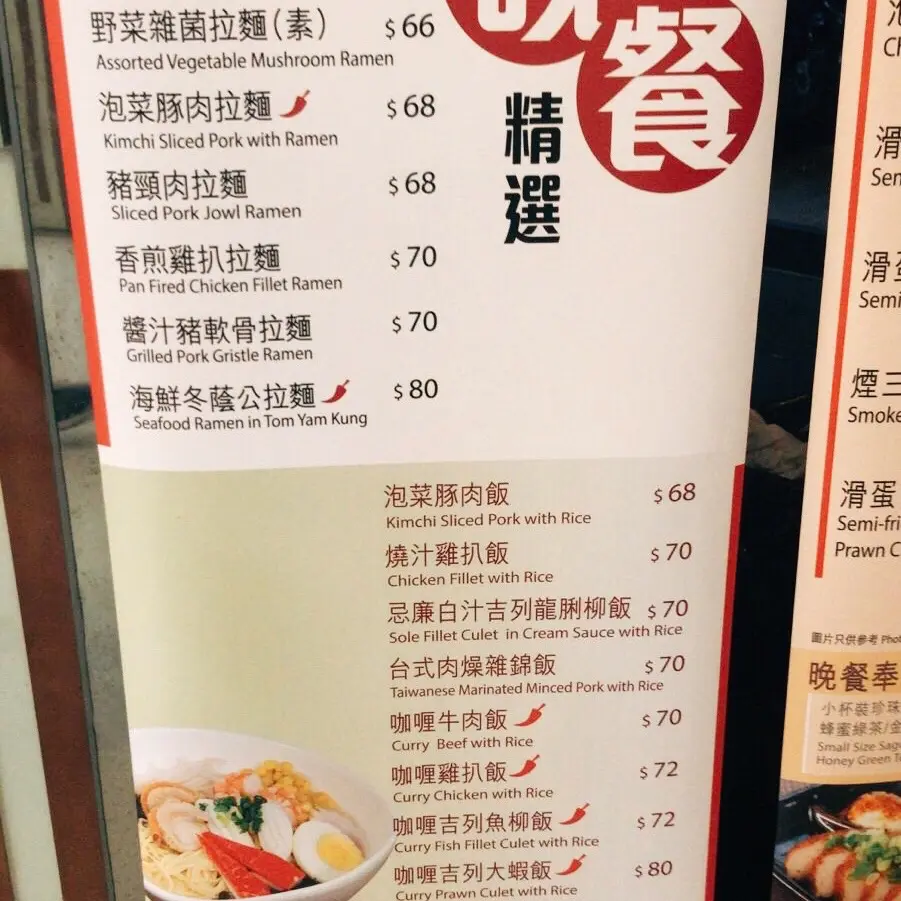 野菜雜菌拉麵(素) $66
Assorted Vegetable Mushroom Ramen
泡菜豚肉拉麵 $68
Kimchi Sliced Pork with Ramen
豬頸肉拉麵 $68
Sliced Pork Jowl Ramen
香煎雞扒拉麵 $70
Pan Fired Chicken Fillet Ramen
醬汁豬軟骨拉麵 $70
Grilled Pork Gristle Ramen
海鮮冬蔭公拉麵 $80
Seafood Ramen in Tom Yam Kung
餐
精選
泡菜豚肉飯 $68
Kimchi Sliced Pork with Rice
燒汁雞扒飯 $70
Chicken Fillet with Rice
忌廉白汁吉列龍脷柳飯 $70
Sole Fillet Culet in Cream Sauce with Rice
台式肉燥雜錦飯 $70
Taiwanese Marinated Minced Pork with Rice
咖喱牛肉飯 $70
Curry Beef with Rice
咖喱雞扒飯 $72
Curry Chicken with Rice
咖喱吉列魚柳飯 $72
Curry Fish Fillet Culet with Rice
咖喱吉列大蝦飯 $80
Curry Prawn Culet with Rice
滑
滑蛋
Semi
煙三
Smoke
滑蛋
Semi-fri
Prawn C
圖片只供參考 Phot
晚餐奉
小杯裝珍珠
蜂蜜綠茶/金
Small Size Sag
Honey Green T